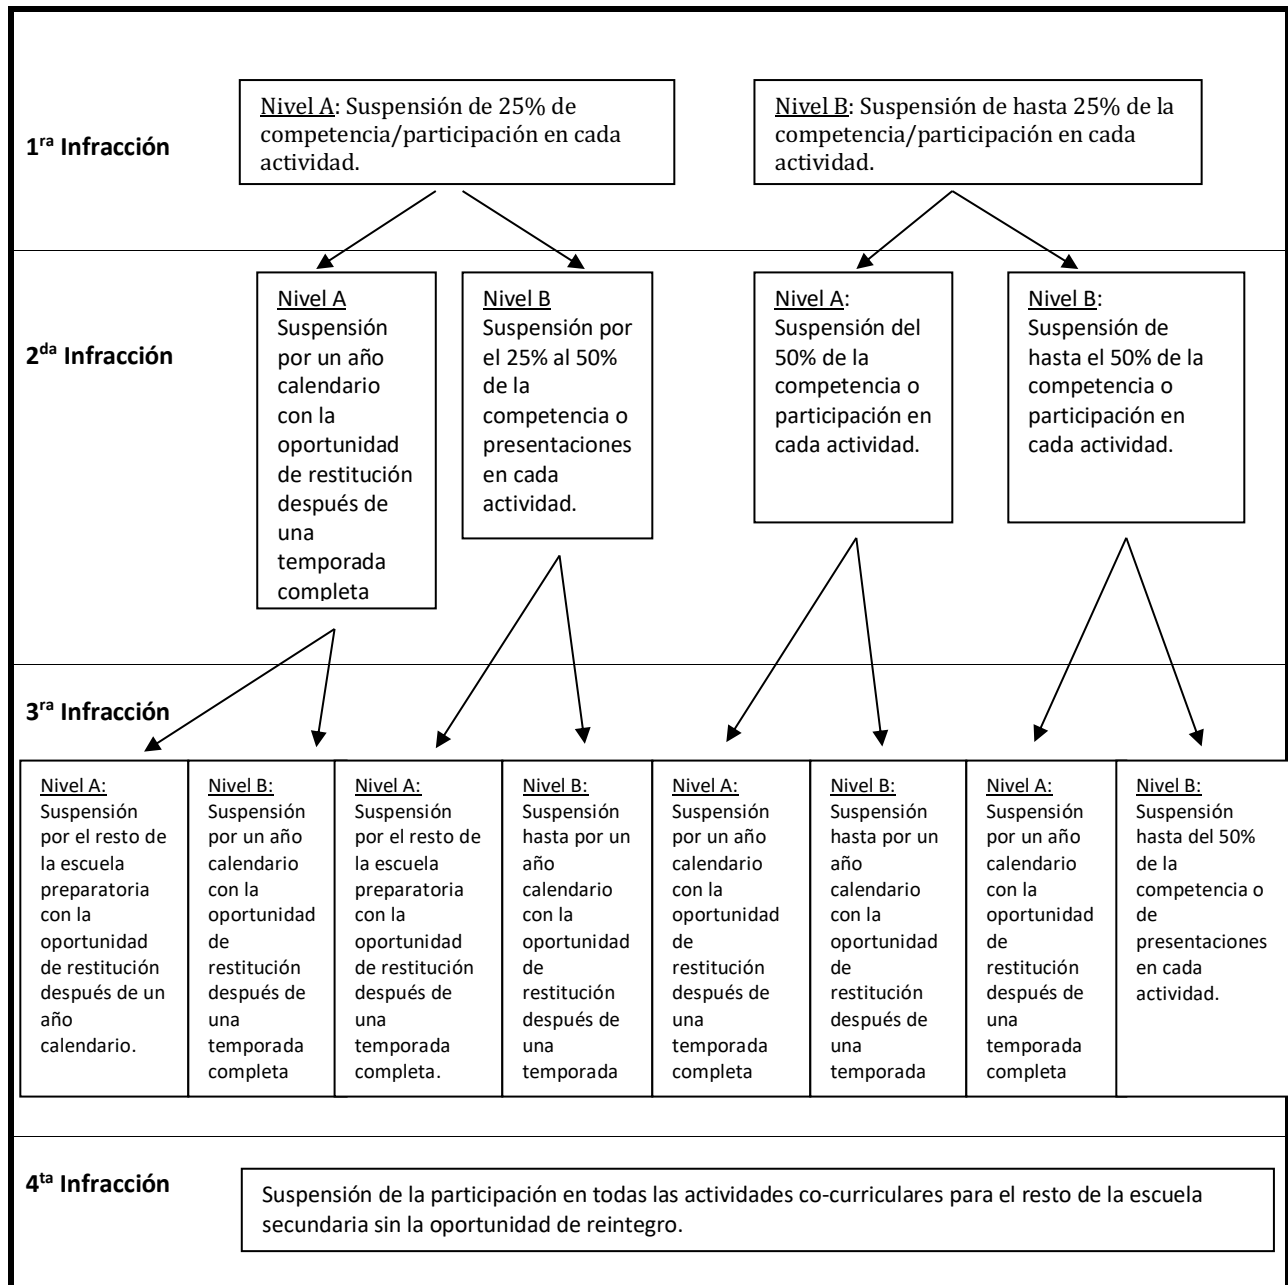 1ra Infracción
Nivel A: Suspensión de 25% de
competencia/participación en cada
actividad.
Nivel B: Suspensión de hasta 25% de la
competencia/participación en cada
actividad.
2da Infracción
Nivel A
Suspensión
por un año
calendario
con la
oportunidad
de restitución
después de
una
temporada
completa
Nivel B
Suspensión por
el 25% al 50%
de la
competencia o
presentaciones
en cada
actividad.
Nivel A:
Suspensión del
50% de la
competencia o
participación en
cada actividad.
Nivel B:
Suspensión de
hasta el 50% de la
competencia o
participación en
cada actividad.
3ra Infracción
Nivel A:
Suspensión
por el resto de
la escuela
preparatoria
con la
oportunidad
de restitución
después de un
año
calendario.
Nivel B:
Suspensión
por un año
calendario
con la
oportunidad
de
restitución
después de
una
temporada
completa
Nivel A:
Suspensión
por el resto de
la escuela
preparatoria
con la
oportunidad
de restitución
después de
una
temporada
completa.
Nivel B:
Suspensión
hasta por un
año
calendario
con la
oportunidad
de
restitución
después de
una
temporada
Nivel A:
Suspensión
por un año
calendario
con la
oportunidad
de
restitución
después de
una
temporada
completa
Nivel B:
Suspensión
hasta por un
año
calendario
con la
oportunidad
de
restitución
después de
una
temporada
Nivel A:
Suspensión
por un año
calendario
con la
oportunidad
de
restitución
después de
una
temporada
completa
Nivel B:
Suspensión
hasta del 50%
de la
competencia o
de
presentaciones
en cada
actividad.
4ta Infracción
Suspensión de la participación en todas las actividades co-curriculares para el resto de la escuela
secundaria sin la oportunidad de reintegro.